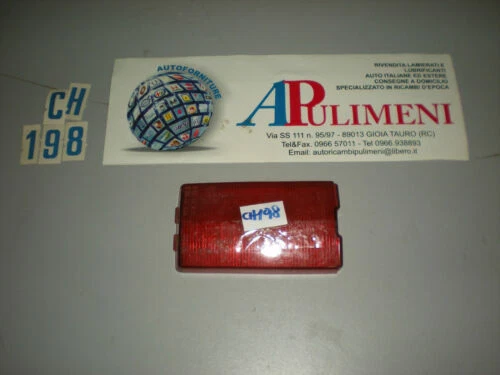 CH
198
AUTOFORNITURE
APULIMENI
RIVENDITA LAMIERATI E
LUBRIFICANTI
AUTO ITALIANE ED ESTERE
CONSEGNE A DOMICILIO
SPECIALIZZATO IN RICAMBI D'EPOCA
Via SS 111 n. 95/97 - 89013 GIOIA TAURO (RC)
Tel&Fax. 0966 57011 - Tel 0966.938893
Email: autoricambipulimeni@libero.it
CH198